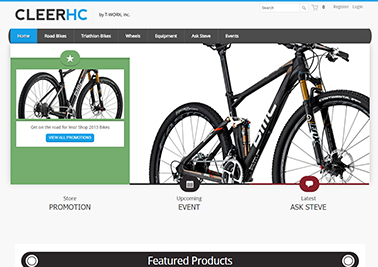 CLEERHC by T-WORX, inc.
Search
0
Register Login
Home Road Bikes Triathlon Bikes Wheels Equipment Ask Steve Events
BMC
Get on the road for less! Shop 2013 Bikes
VIEW ALL PROMOTIONS
Store
PROMOTION
Upcoming
EVENT
Latest
ASK STEVE
Featured Products